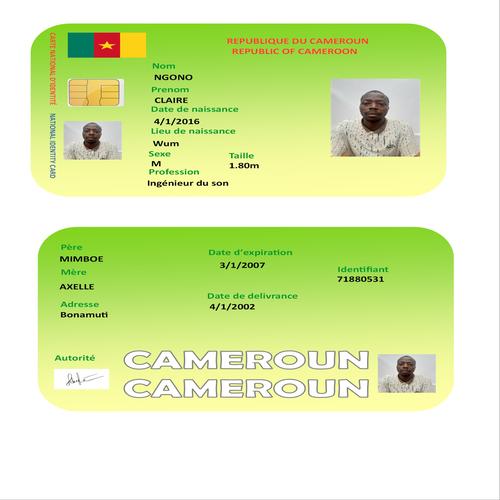 CARTE NATIONAL D'IDENTITÉ
NATIONAL IDENTITY CARD
REPUBLIQUE DU CAMEROUN
REPUBLIC OF CAMEROON
Nom
NGONO
Prenom
CLAIRE
Date de naissance
4/1/2016
Lieu de naissance
Wum
Sexe
M
Taille
1.80m
Profession
Ingénieur du son
Père
MIMBOE
Mère
AXELLE
Adresse
Bonamuti
Date d'expiration
3/1/2007
Date de delivrance
4/1/2002
Identifiant
71880531
Autorité
CAMEROUN
CAMEROUN